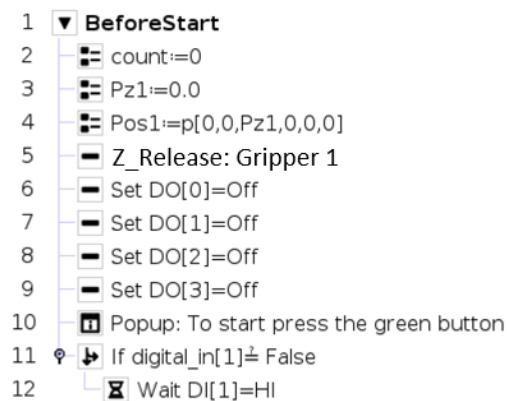 1 BeforeStart
2 count:=0
3 Pz1:=0.0
4 Pos1:=p[0,0,Pz1,0,0,0]
5 Z_Release: Gripper 1
6 Set DO[0]=Off
7 Set DO[1]=Off
8 Set DO[2]=Off
9 Set DO[3]=Off
10 Popup: To start press the green button
11 If digital_in[1]≟ False
12 Wait DI[1]=HI